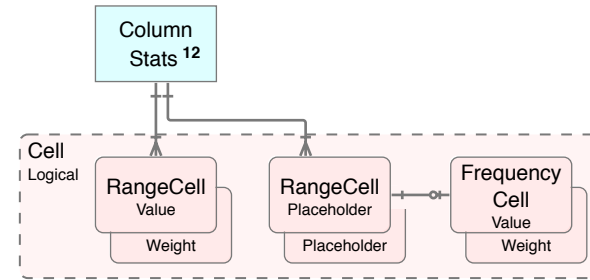 Column
Stats 12
Cell
Logical
RangeCell
Value
Weight
RangeCell
Placeholder
Placeholder
Frequency
Cell
Value
Weight